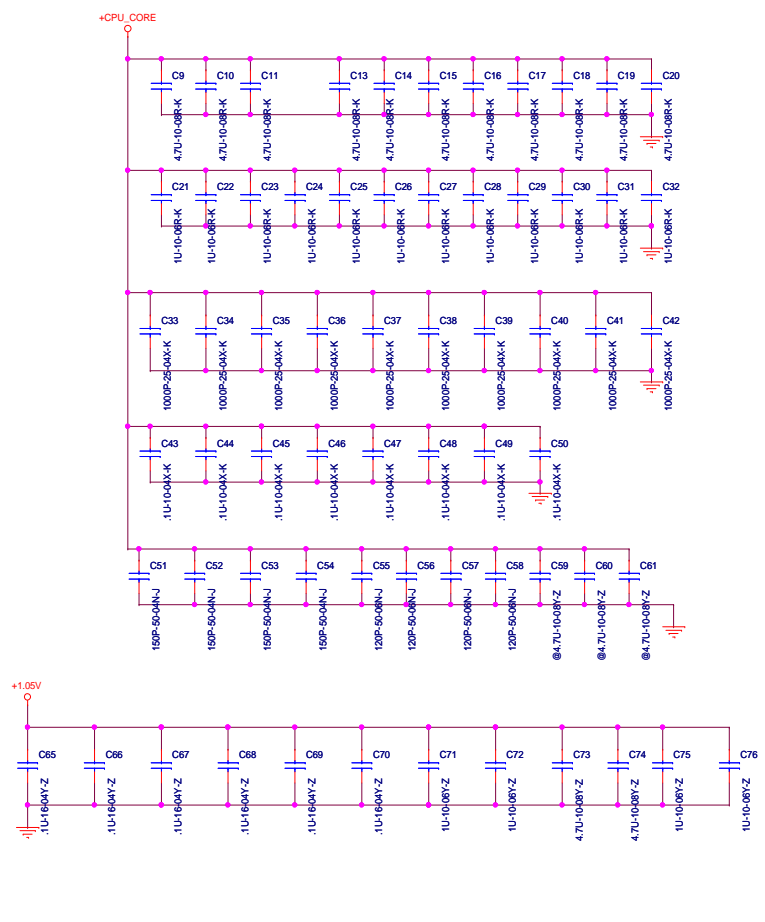 +CPU_CORE
C9 C10 C11 C13 C14 C15 C16 C17 C18 C19 C20
4.7U-10-08R-K 4.7U-10-08R-K 4.7U-10-08R-K 4.7U-10-08R-K 4.7U-10-08R-K 4.7U-10-08R-K 4.7U-10-08R-K 4.7U-10-08R-K 4.7U-10-08R-K 4.7U-10-08R-K 4.7U-10-08R-K
C21 C22 C23 C24 C25 C26 C27 C28 C29 C30 C31 C32
1U-10-06R-K 1U-10-06R-K 1U-10-06R-K 1U-10-06R-K 1U-10-06R-K 1U-10-06R-K 1U-10-06R-K 1U-10-06R-K 1U-10-06R-K 1U-10-06R-K 1U-10-06R-K 1U-10-06R-K
C33 C34 C35 C36 C37 C38 C39 C40 C41 C42
1000P-25-04X-K 1000P-25-04X-K 1000P-25-04X-K 1000P-25-04X-K 1000P-25-04X-K 1000P-25-04X-K 1000P-25-04X-K 1000P-25-04X-K 1000P-25-04X-K 1000P-25-04X-K
C43 C44 C45 C46 C47 C48 C49 C50
.1U-10-04X-K .1U-10-04X-K .1U-10-04X-K .1U-10-04X-K .1U-10-04X-K .1U-10-04X-K .1U-10-04X-K .1U-10-04X-K
C51 C52 C53 C54 C55 C56 C57 C58 C59 C60 C61
150P-50-04N-J 150P-50-04N-J 150P-50-04N-J 150P-50-04N-J 120P-50-06N-J 120P-50-06N-J 120P-50-06N-J 120P-50-06N-J @4.7U-10-08Y-Z @4.7U-10-08Y-Z @4.7U-10-08Y-Z
+1.05V
C65 C66 C67 C68 C69 C70 C71 C72 C73 C74 C75 C76
.1U-16-04Y-Z .1U-16-04Y-Z .1U-16-04Y-Z .1U-16-04Y-Z .1U-16-04Y-Z .1U-16-04Y-Z 1U-10-06Y-Z 1U-10-06Y-Z 4.7U-10-08Y-Z 4.7U-10-08Y-Z 1U-10-06Y-Z 1U-10-06Y-Z